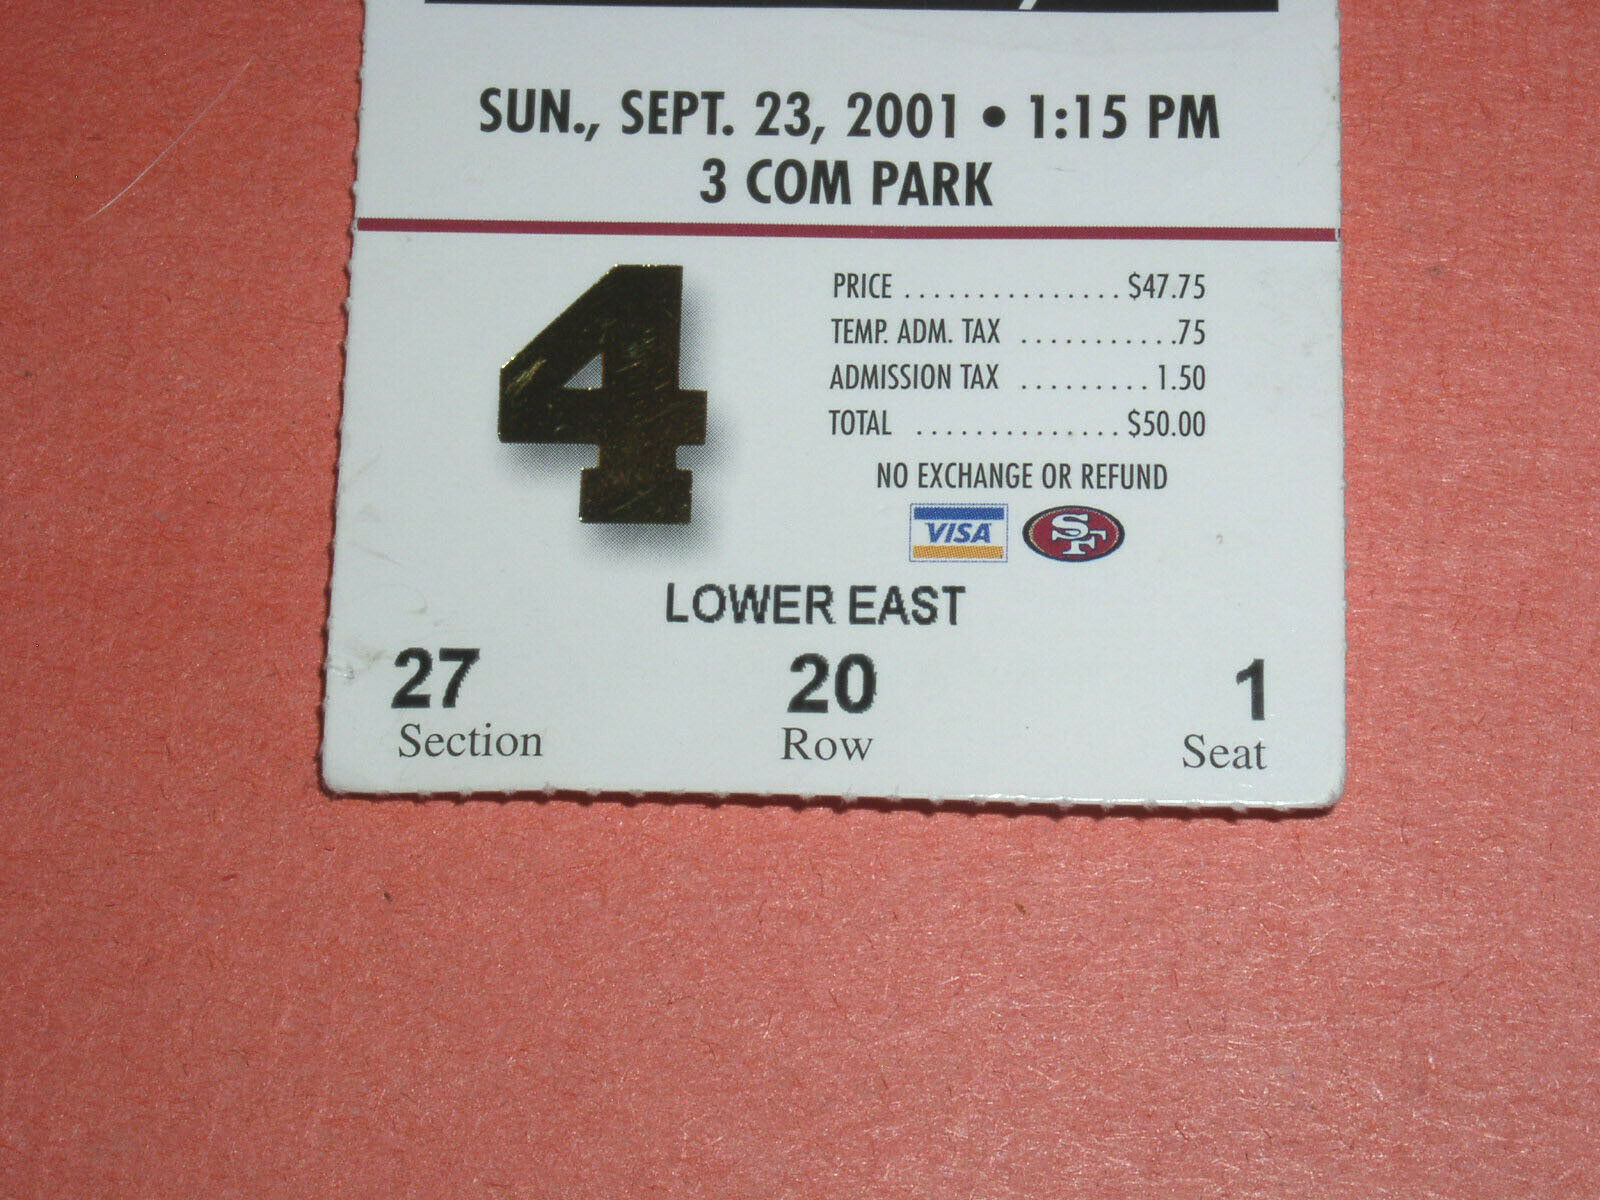 SUN., SEPT. 23, 2001 • 1:15 PM
3 COM PARK
4
PRICE ............... $47.75
TEMP. ADM. TAX ........... .75
ADMISSION TAX ......... 1.50
TOTAL .............. $50.00
NO EXCHANGE OR REFUND
VISA SF
LOWER EAST
27 20 1
Section Row Seat